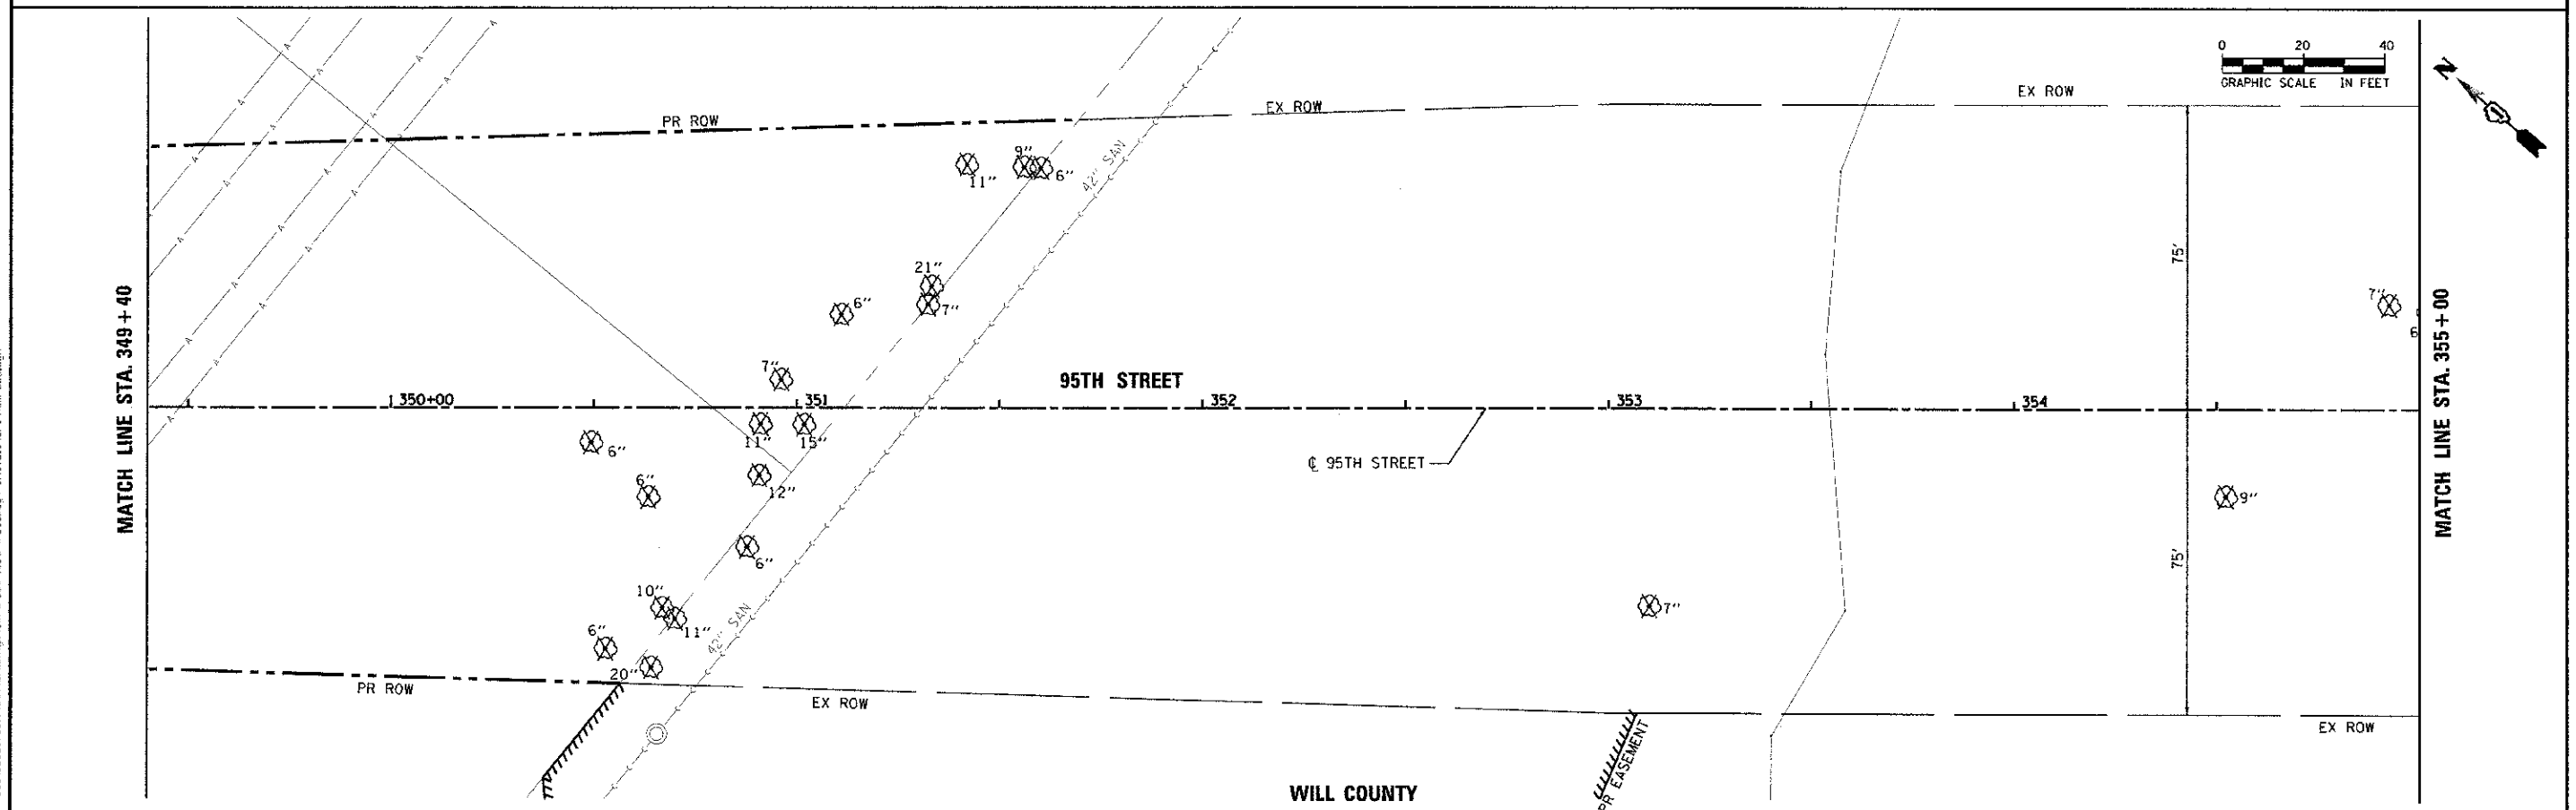 0 20 40
GRAPHIC SCALE IN FEET
N
EX ROW
EX ROW
PR ROW
42" SAN
11"
9"
6"
21"
7"
6"
75'
7"
6
7"
95TH STREET
MATCH LINE STA. 349+40
MATCH LINE STA. 355+00
350+00 351 352 353 354
11"
15"
6"
℄ 95TH STREET
12"
6"
9"
6"
75'
10"
11"
7"
42" SAN
6"
20"
PR ROW
EX ROW
EX ROW
PR EASEMENT
WILL COUNTY